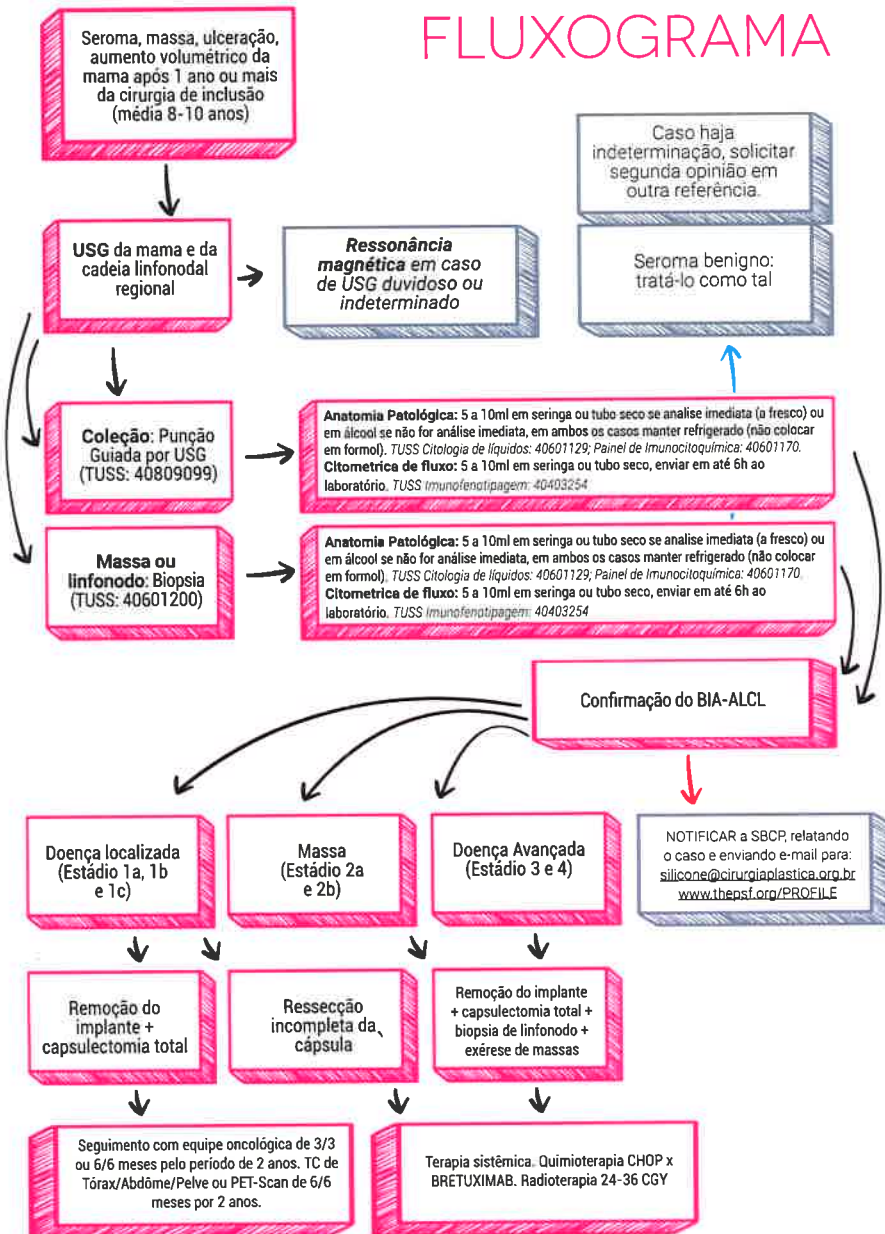 FLUXOGRAMA
Seroma, massa, ulceração,
aumento volumétrico da
mama após 1 ano ou mais
da cirurgia de inclusão
(média 8-10 anos)
Caso haja
indeterminação, solicitar
segunda opinião em
outra referência.
USG da mama e da
cadeia linfonodal
regional
Ressonância
magnética em caso
de USG duvidoso ou
indeterminado
Seroma benigno:
tratá-lo como tal
Coleção: Punção
Guiada por USG
(TUSS: 40809099)
Anatomia Patológica: 5 a 10ml em seringa ou tubo seco se analise imediata (a fresco) ou
em álcool se não for análise imediata, em ambos os casos manter refrigerado (não colocar
em formol). TUSS Citologia de líquidos: 40601129; Painel de Imunocitoquímica: 40601170.
Citometrica de fluxo: 5 a 10ml em seringa ou tubo seco, enviar em até 6h ao
laboratório. TUSS Imunofenotipagem: 40403254
Massa ou
linfonodo: Biopsia
(TUSS: 40601200)
Anatomia Patológica: 5 a 10ml em seringa ou tubo seco se analise imediata (a fresco) ou
em álcool se não for análise imediata, em ambos os casos manter refrigerado (não colocar
em formol). TUSS Citologia de líquidos: 40601129; Painel de Imunocitoquímica: 40601170.
Citometrica de fluxo: 5 a 10ml em seringa ou tubo seco, enviar em até 6h ao
laboratório. TUSS Imunofenotipagem: 40403254
Confirmação do BIA-ALCL
Doença localizada
(Estádio 1a, 1b
e 1c)
Massa
(Estádio 2a
e 2b)
Doença Avançada
(Estádio 3 e 4)
NOTIFICAR a SBCP, relatando
o caso e enviando e-mail para:
silicone@cirurgiaplastica.org.br
www.thepsf.org/PROFILE
Remoção do
implante +
capsulectomia total
Ressecção
incompleta da
cápsula
Remoção do implante
+ capsulectomia total +
biopsia de linfonodo +
exérese de massas
Seguimento com equipe oncológica de 3/3
ou 6/6 meses pelo período de 2 anos. TC de
Tórax/Abdôme/Pelve ou PET-Scan de 6/6
meses por 2 anos.
Terapia sistêmica. Quimioterapia CHOP x
BRETUXIMAB. Radioterapia 24-36 CGY